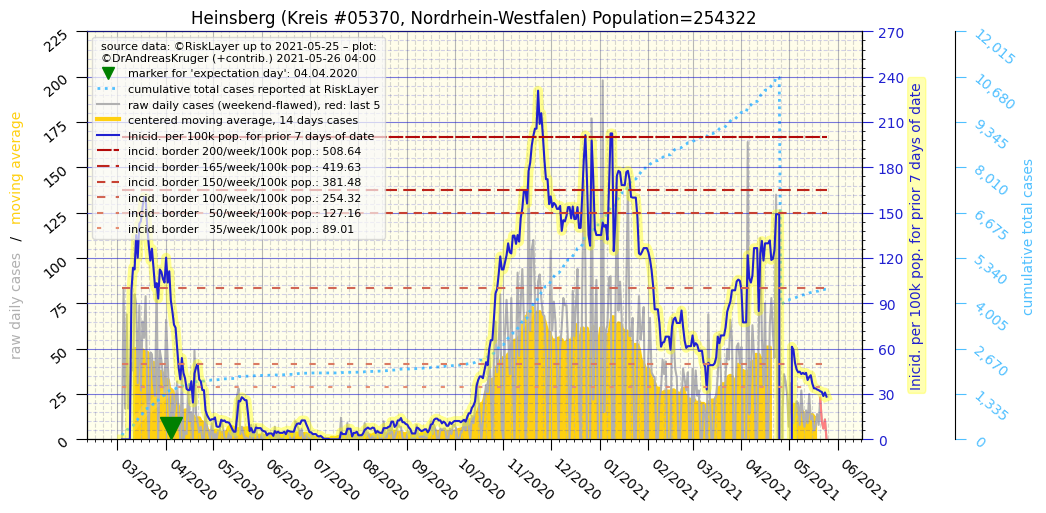 Heinsberg (Kreis #05370, Nordrhein-Westfalen) Population=254322
source data: ©RiskLayer up to 2021-05-25 – plot:
©DrAndreasKruger (+contrib.) 2021-05-26 04:00
marker for 'expectation day': 04.04.2020
cumulative total cases reported at RiskLayer
raw daily cases (weekend-flawed), red: last 5
centered moving average, 14 days cases
Inicid. per 100k pop. for prior 7 days of date
incid. border 200/week/100k pop.: 508.64
incid. border 165/week/100k pop.: 419.63
incid. border 150/week/100k pop.: 381.48
incid. border 100/week/100k pop.: 254.32
incid. border 50/week/100k pop.: 127.16
incid. border 35/week/100k pop.: 89.01
raw daily cases / moving average
225
200
175
150
125
100
75
50
25
0
270
240
210
180
150
120
90
60
30
0
Inicid. per 100k pop. for prior 7 days of date
12,015
10,680
9,345
8,010
6,675
5,340
4,005
2,670
1,335
0
cumulative total cases
03/2020
04/2020
05/2020
06/2020
07/2020
08/2020
09/2020
10/2020
11/2020
12/2020
01/2021
02/2021
03/2021
04/2021
05/2021
06/2021